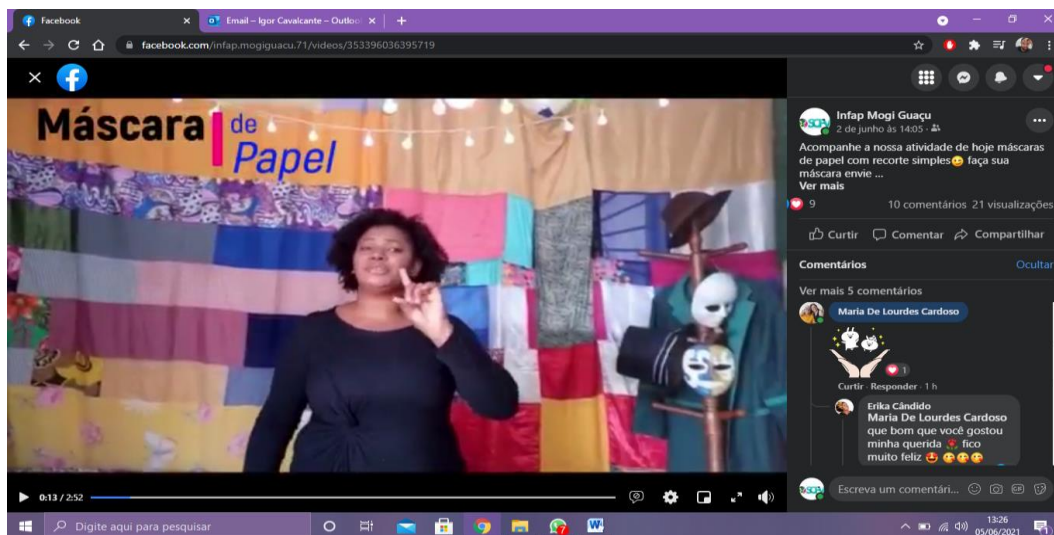 Facebook
Email – Igor Cavalcante – Outloo
facebook.com/infap.mogiguacu.71/videos/353396036395719
Máscara de Papel
Infap Mogi Guaçu
2 de junho às 14:05
Acompanhe a nossa atividade de hoje máscaras
de papel com recorte simples faça sua
máscara envie ...
Ver mais
9 10 comentários 21 visualizações
Curtir Comentar Compartilhar
Comentários Ocultar
Ver mais 5 comentários
Maria De Lourdes Cardoso
1
Curtir · Responder · 1 h
Erika Cândido
Maria De Lourdes Cardoso
que bom que você gostou
minha querida fico
muito feliz
0:13 / 2:52
Escreva um comentári...
GIF
Digite aqui para pesquisar
7
W
13:26
05/06/2021
1